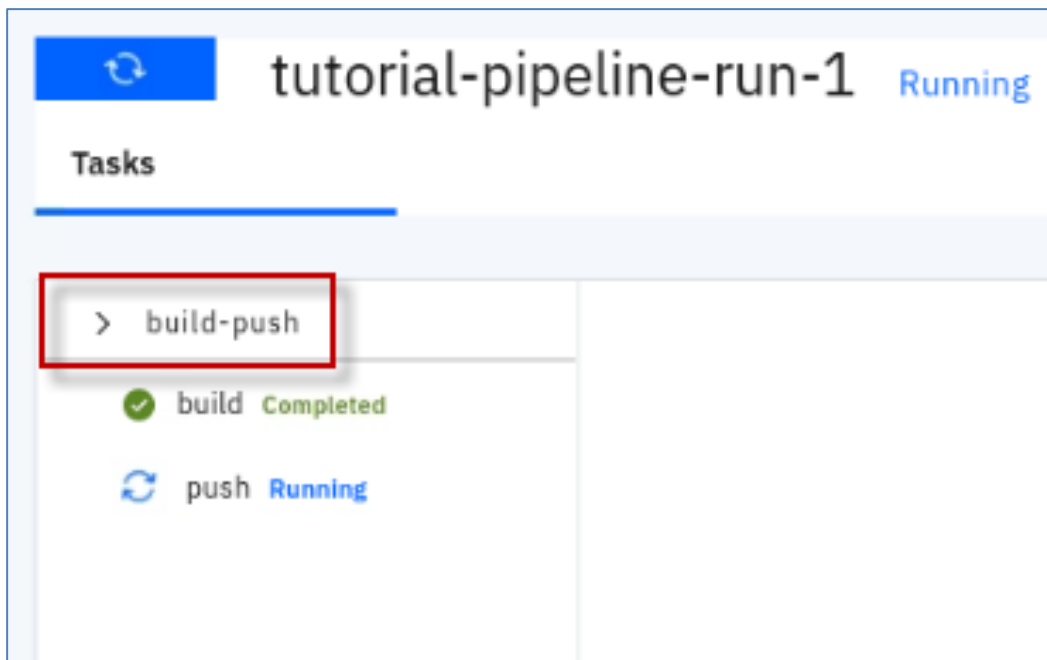 tutorial-pipeline-run-1 Running
Tasks
build-push
build Completed
push Running